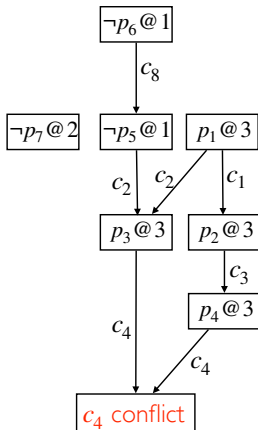 ¬p₆@1
c₈
¬p₇@2 ¬p₅@1 p₁@3
c₂ c₂ c₁
p₃@3 p₂@3
c₃
p₄@3
c₄ c₄
c₄ conflict